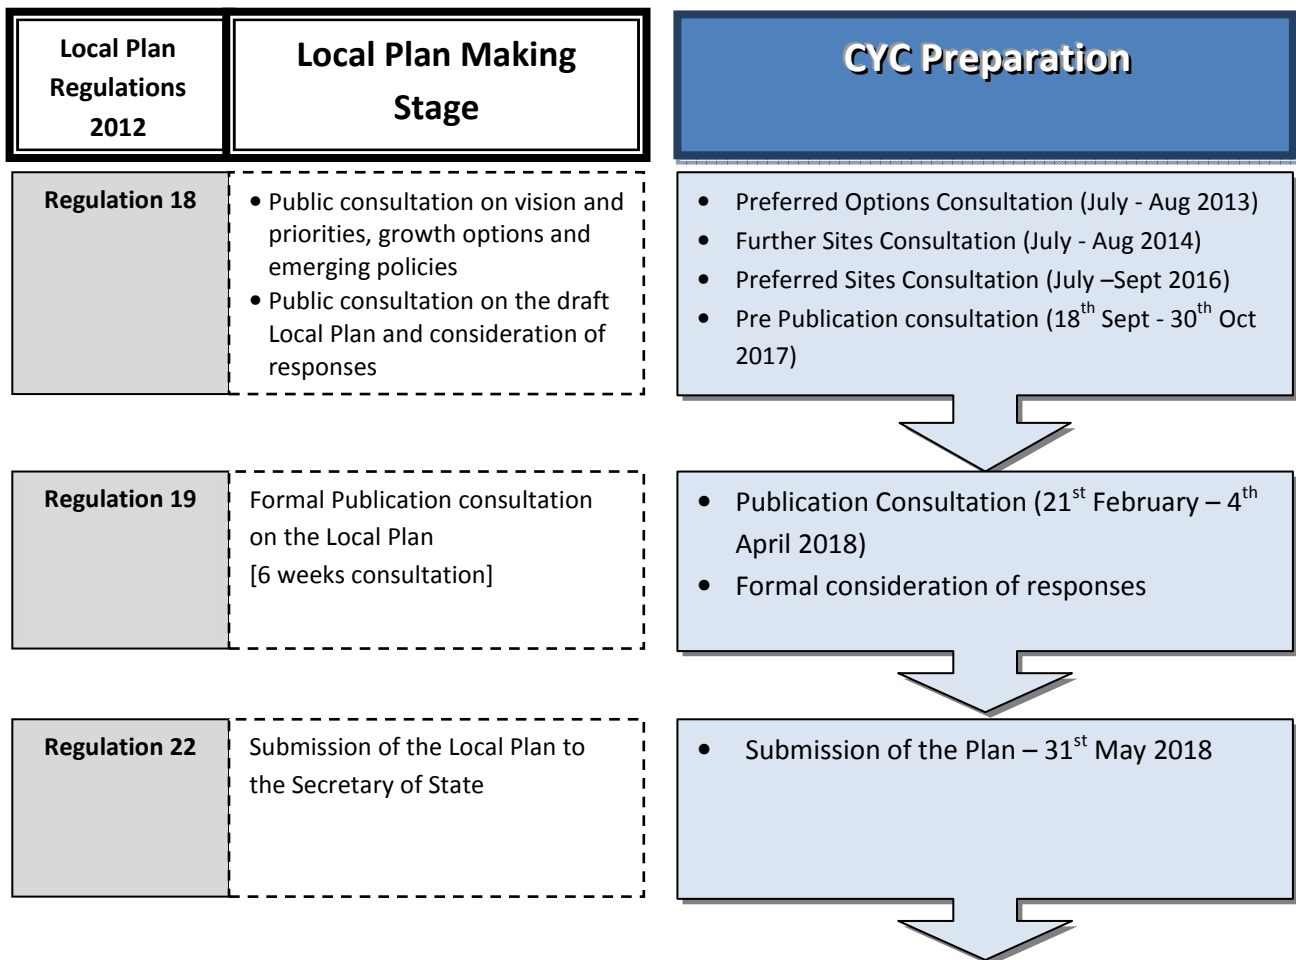 Local Plan
Regulations
2012
Local Plan Making
Stage
CYC Preparation
Regulation 18
• Public consultation on vision and
priorities, growth options and
emerging policies
• Public consultation on the draft
Local Plan and consideration of
responses
• Preferred Options Consultation (July - Aug 2013)
• Further Sites Consultation (July - Aug 2014)
• Preferred Sites Consultation (July –Sept 2016)
• Pre Publication consultation (18th Sept - 30th Oct
2017)
Regulation 19
Formal Publication consultation
on the Local Plan
[6 weeks consultation]
• Publication Consultation (21st February – 4th
April 2018)
• Formal consideration of responses
Regulation 22
Submission of the Local Plan to
the Secretary of State
• Submission of the Plan – 31st May 2018